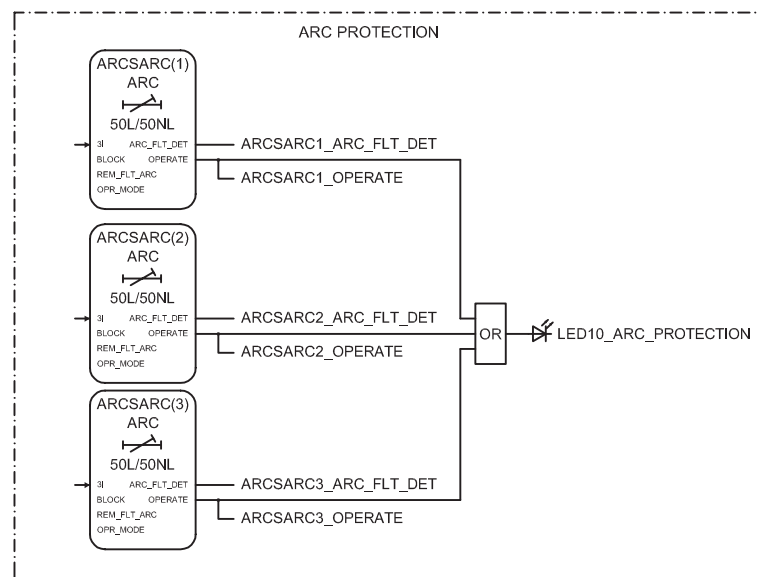 ARC PROTECTION
ARCSARC(1)
ARC
50L/50NL
3I ARC_FLT_DET
BLOCK OPERATE
REM_FLT_ARC
OPR_MODE
ARCSARC1_ARC_FLT_DET
ARCSARC1_OPERATE
ARCSARC(2)
ARC
50L/50NL
3I ARC_FLT_DET
BLOCK OPERATE
REM_FLT_ARC
OPR_MODE
ARCSARC2_ARC_FLT_DET
ARCSARC2_OPERATE
OR
LED10_ARC_PROTECTION
ARCSARC(3)
ARC
50L/50NL
3I ARC_FLT_DET
BLOCK OPERATE
REM_FLT_ARC
OPR_MODE
ARCSARC3_ARC_FLT_DET
ARCSARC3_OPERATE